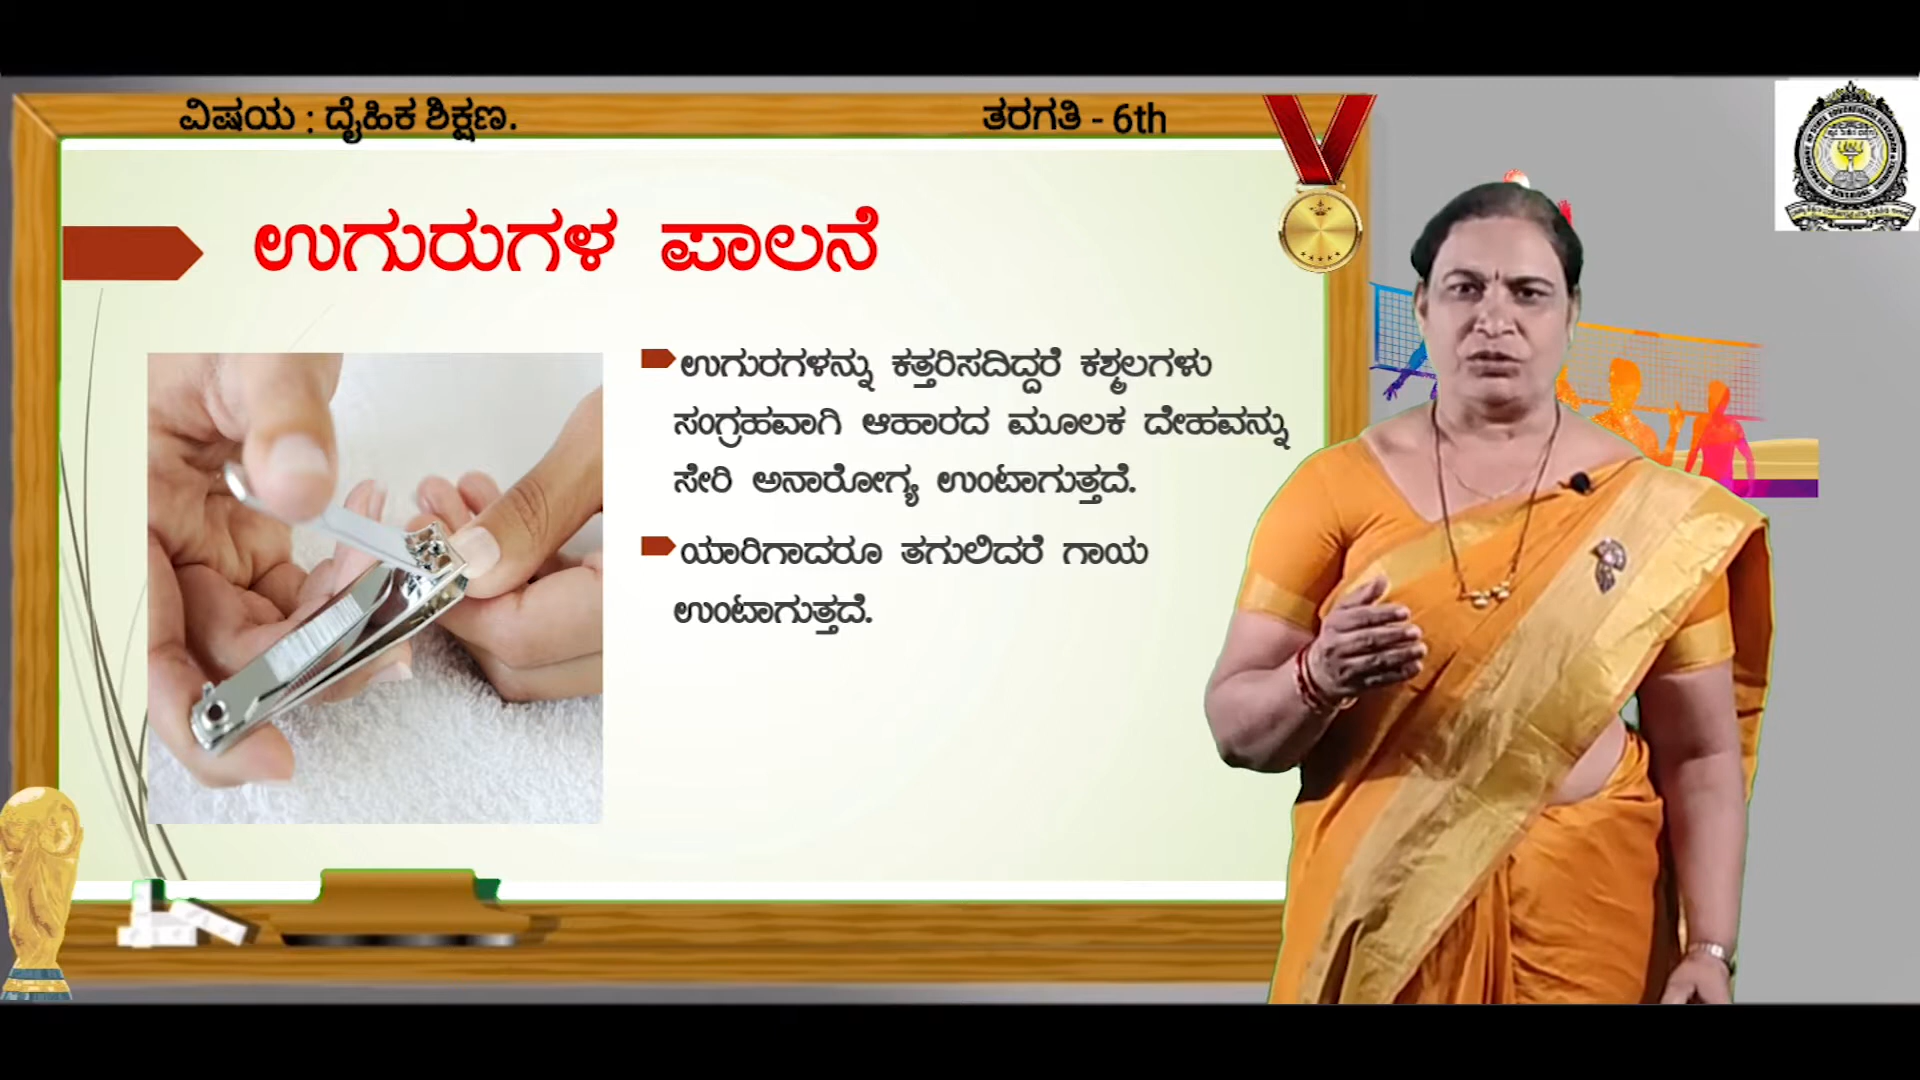 ವಿಷಯ : ದೈಹಿಕ ಶಿಕ್ಷಣ.
ತರಗತಿ - 6th
ಉಗುರುಗಳ ಪಾಲನೆ
ಉಗುರಗಳನ್ನು ಕತ್ತರಿಸದಿದ್ದರೆ ಕಶ್ಮಲಗಳು
ಸಂಗ್ರಹವಾಗಿ ಆಹಾರದ ಮೂಲಕ ದೇಹವನ್ನು
ಸೇರಿ ಅನಾರೋಗ್ಯ ಉಂಟಾಗುತ್ತದೆ.
ಯಾರಿಗಾದರೂ ತಗುಲಿದರೆ ಗಾಯ
ಉಂಟಾಗುತ್ತದೆ.